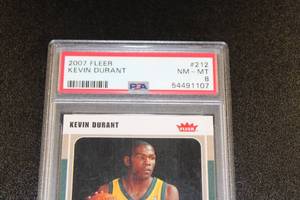 2007 FLEER #212
KEVIN DURANT NM - MT
PSA 8
54491107
KEVIN DURANT FLEER